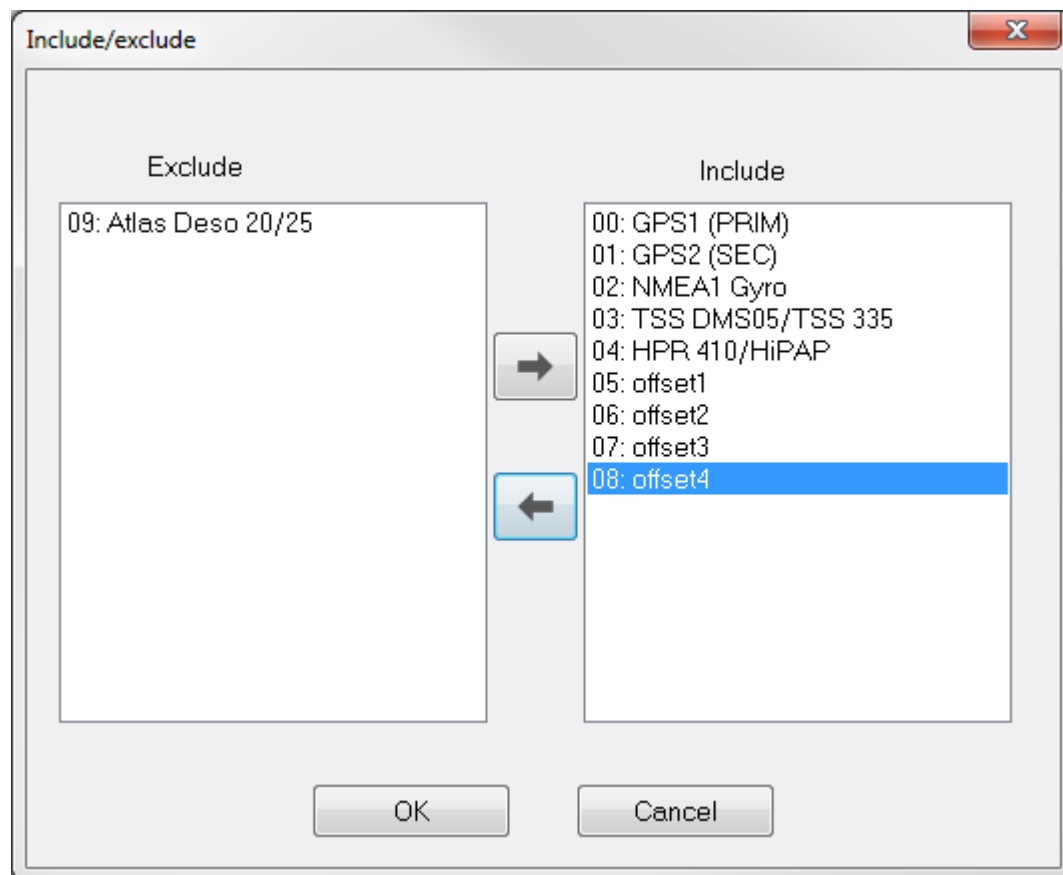 Include/exclude
Exclude
Include
09: Atlas Deso 20/25
00: GPS1 (PRIM)
01: GPS2 (SEC)
02: NMEA1 Gyro
03: TSS DMS05/TSS 335
04: HPR 410/HiPAP
05: offset1
06: offset2
07: offset3
08: offset4
OK
Cancel